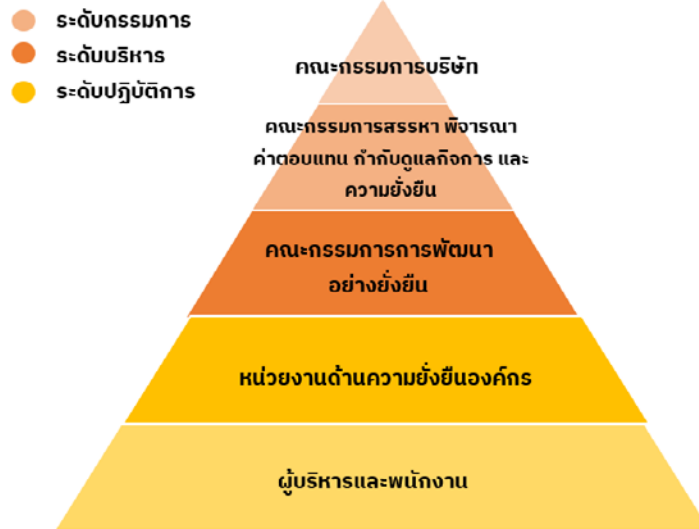 ระดับกรรมการ
ระดับบริหาร
ระดับปฏิบัติการ
คณะกรรมการบริษัท
คณะกรรมการสรรหา พิจารณา
ค่าตอบแทน กำกับดูแลกิจการ และ
ความยั่งยืน
คณะกรรมการการพัฒนา
อย่างยั่งยืน
หน่วยงานด้านความยั่งยืนองค์กร
ผู้บริหารและพนักงาน